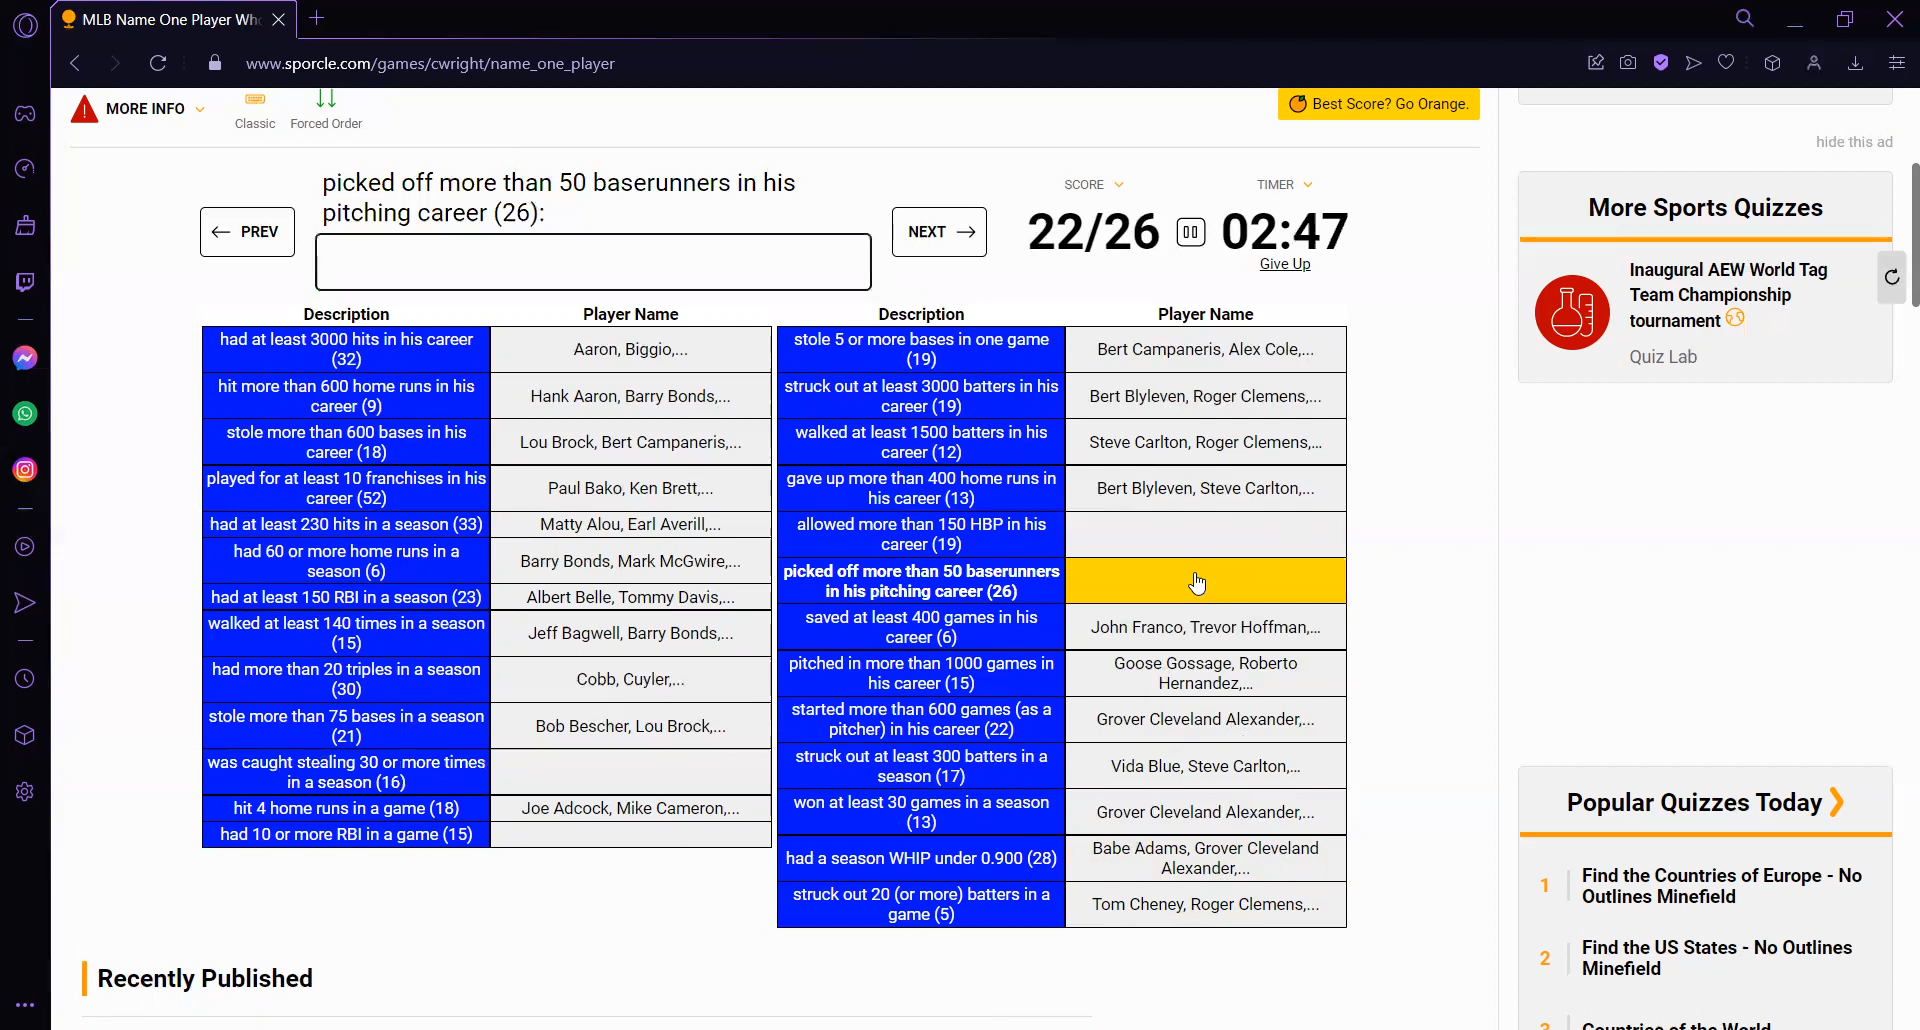 MLB Name One Player Wh
www.sporcle.com/games/cwright/name_one_player
MORE INFO
Classic
Forced Order
Best Score? Go Orange.
hide this ad
picked off more than 50 baserunners in his
pitching career (26):
PREV
NEXT
SCORE
TIMER
22/26
02:47
Give Up
Description
Player Name
had at least 3000 hits in his career
(32)
Aaron, Biggio,...
hit more than 600 home runs in his
career (9)
Hank Aaron, Barry Bonds,...
stole more than 600 bases in his
career (18)
Lou Brock, Bert Campaneris,...
played for at least 10 franchises in his
career (52)
Paul Bako, Ken Brett,...
had at least 230 hits in a season (33)
Matty Alou, Earl Averill,...
had 60 or more home runs in a
season (6)
Barry Bonds, Mark McGwire,...
had at least 150 RBI in a season (23)
Albert Belle, Tommy Davis,...
walked at least 140 times in a season
(15)
Jeff Bagwell, Barry Bonds,...
had more than 20 triples in a season
(30)
Cobb, Cuyler,...
stole more than 75 bases in a season
(21)
Bob Bescher, Lou Brock,...
was caught stealing 30 or more times
in a season (16)
hit 4 home runs in a game (18)
Joe Adcock, Mike Cameron,...
had 10 or more RBI in a game (15)
Description
Player Name
stole 5 or more bases in one game
(19)
Bert Campaneris, Alex Cole,...
struck out at least 3000 batters in his
career (19)
Bert Blyleven, Roger Clemens,...
walked at least 1500 batters in his
career (12)
Steve Carlton, Roger Clemens,...
gave up more than 400 home runs in
his career (13)
Bert Blyleven, Steve Carlton,...
allowed more than 150 HBP in his
career (19)
picked off more than 50 baserunners
in his pitching career (26)
saved at least 400 games in his
career (6)
John Franco, Trevor Hoffman,...
pitched in more than 1000 games in
his career (15)
Goose Gossage, Roberto
Hernandez,...
started more than 600 games (as a
pitcher) in his career (22)
Grover Cleveland Alexander,...
struck out at least 300 batters in a
season (17)
Vida Blue, Steve Carlton,...
won at least 30 games in a season
(13)
Grover Cleveland Alexander,...
had a season WHIP under 0.900 (28)
Babe Adams, Grover Cleveland
Alexander,...
struck out 20 (or more) batters in a
game (5)
Tom Cheney, Roger Clemens,...
Recently Published
More Sports Quizzes
Inaugural AEW World Tag
Team Championship
tournament
Quiz Lab
Popular Quizzes Today
1
Find the Countries of Europe - No
Outlines Minefield
2
Find the US States - No Outlines
Minefield
3
Countries of the World